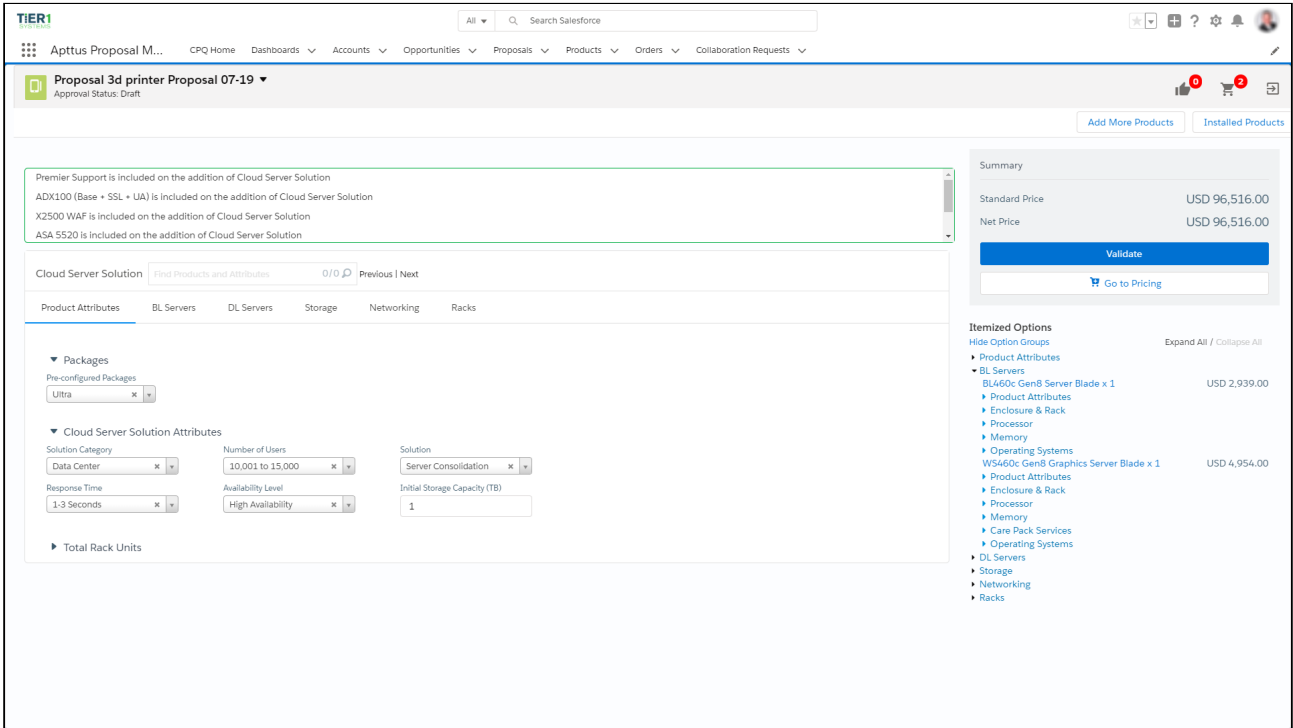 TiER1
SYSTEMS
All
Search Salesforce
Apttus Proposal M...
CPQ Home
Dashboards
Accounts
Opportunities
Proposals
Products
Orders
Collaboration Requests
Proposal 3d printer Proposal 07-19
Approval Status: Draft
0
2
Add More Products
Installed Products
Premier Support is included on the addition of Cloud Server Solution
ADX100 (Base + SSL + UA) is included on the addition of Cloud Server Solution
X2500 WAF is included on the addition of Cloud Server Solution
ASA 5520 is included on the addition of Cloud Server Solution
Cloud Server Solution
Find Products and Attributes
0/0
Previous | Next
Product Attributes
BL Servers
DL Servers
Storage
Networking
Racks
Packages
Pre-configured Packages
Ultra
Cloud Server Solution Attributes
Solution Category
Number of Users
Solution
Data Center
10,001 to 15,000
Server Consolidation
Response Time
Availability Level
Initial Storage Capacity (TB)
1-3 Seconds
High Availability
1
Total Rack Units
Summary
Standard Price
USD 96,516.00
Net Price
USD 96,516.00
Validate
Go to Pricing
Itemized Options
Hide Option Groups
Expand All / Collapse All
Product Attributes
BL Servers
BL460c Gen8 Server Blade x 1
USD 2,939.00
Product Attributes
Enclosure & Rack
Processor
Memory
Operating Systems
WS460c Gen8 Graphics Server Blade x 1
USD 4,954.00
Product Attributes
Enclosure & Rack
Processor
Memory
Care Pack Services
Operating Systems
DL Servers
Storage
Networking
Racks